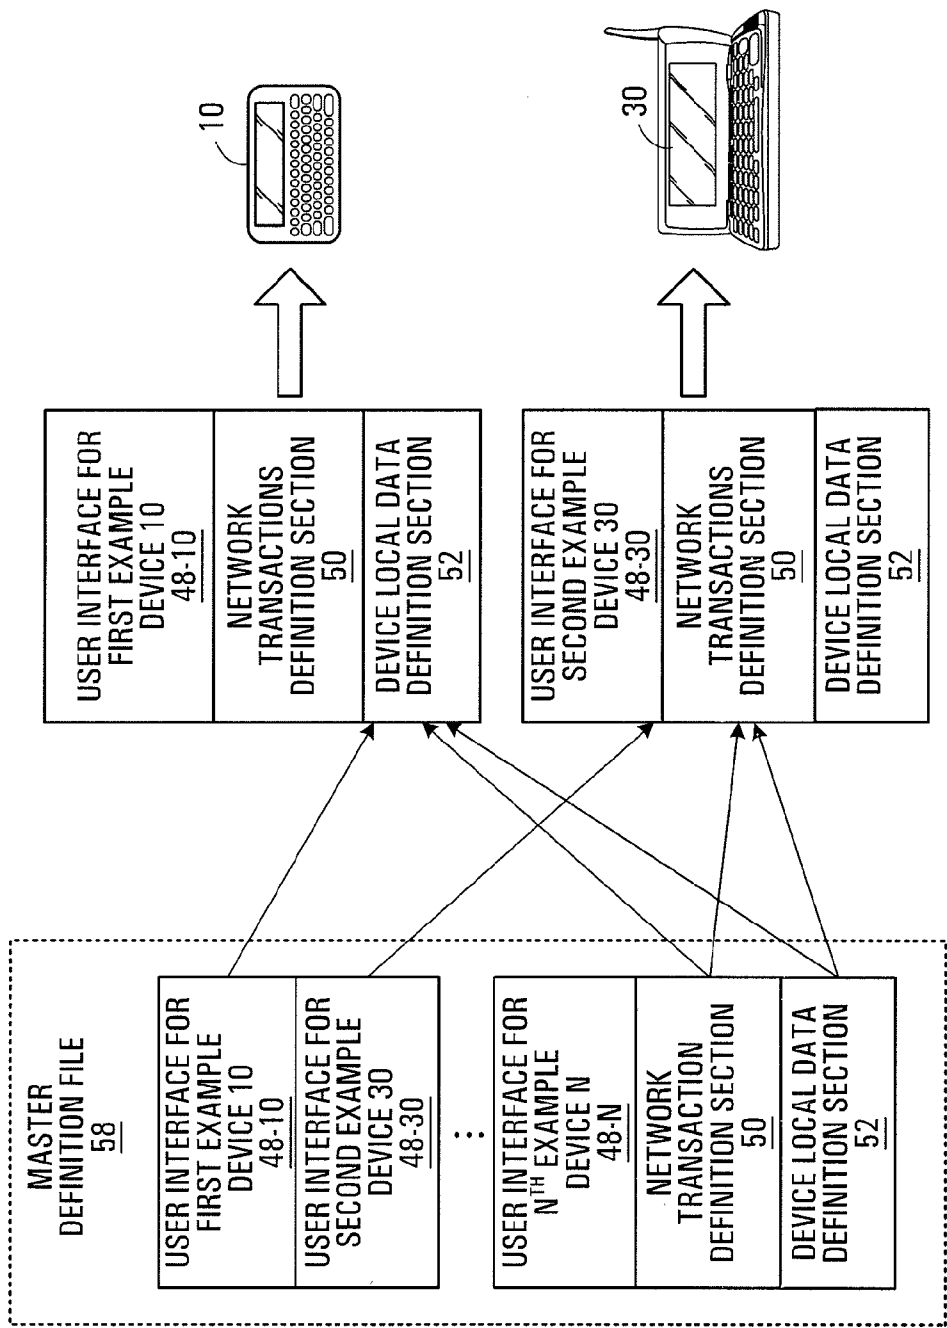 MASTER
DEFINITION FILE
58
USER INTERFACE FOR
FIRST EXAMPLE
DEVICE 10
48-10
USER INTERFACE FOR
SECOND EXAMPLE
DEVICE 30
48-30
...
USER INTERFACE FOR
NTH EXAMPLE
DEVICE N
48-N
NETWORK
TRANSACTION
DEFINITION SECTION
50
DEVICE LOCAL DATA
DEFINITION SECTION
52
USER INTERFACE FOR
FIRST EXAMPLE
DEVICE 10
48-10
NETWORK
TRANSACTIONS
DEFINITION SECTION
50
DEVICE LOCAL DATA
DEFINITION SECTION
52
USER INTERFACE FOR
SECOND EXAMPLE
DEVICE 30
48-30
NETWORK
TRANSACTIONS
DEFINITION SECTION
50
DEVICE LOCAL DATA
DEFINITION SECTION
52
10
30